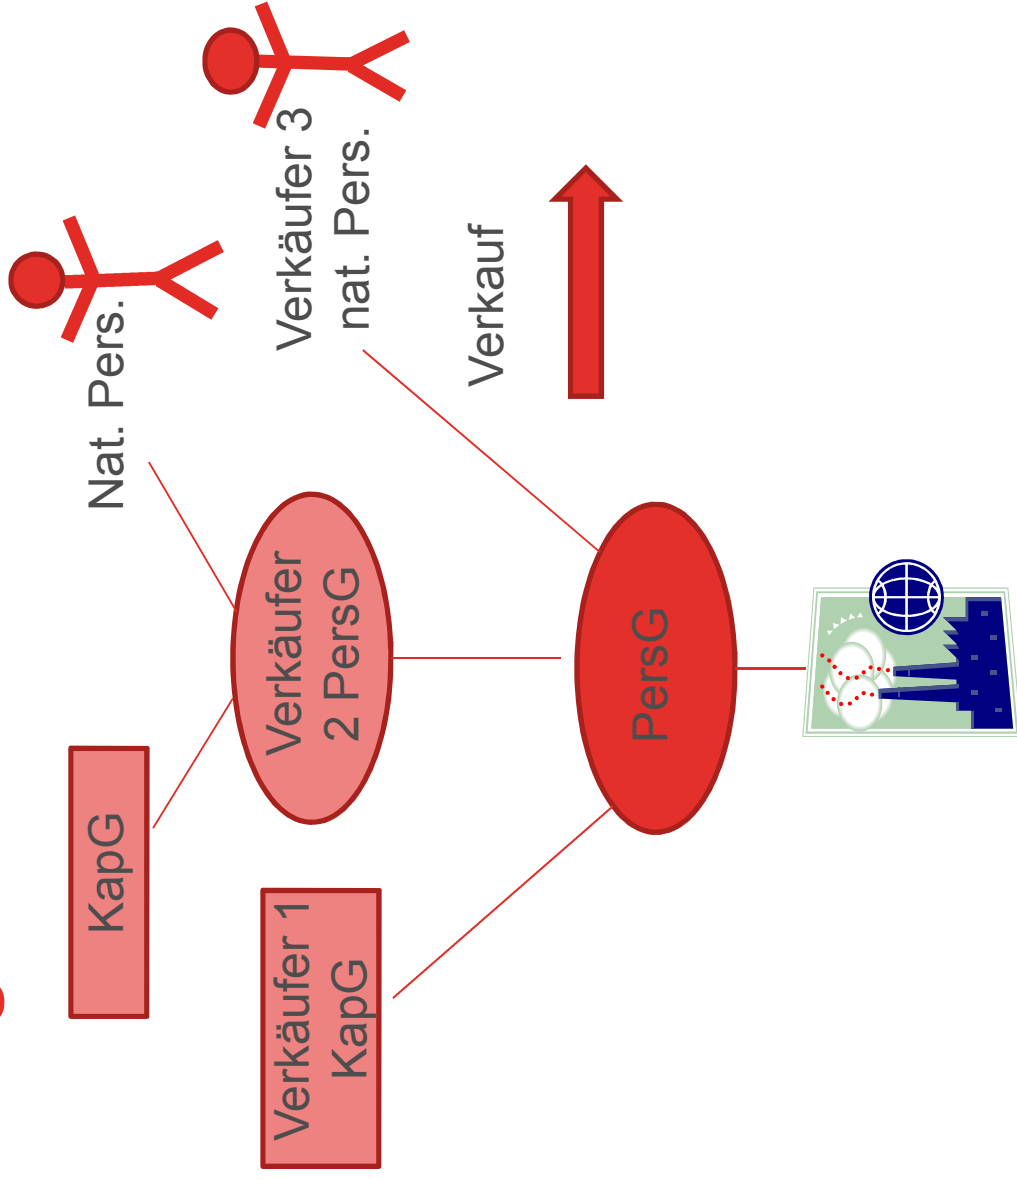 KapG
Nat. Pers.
Verkäufer 1
KapG
Verkäufer
2 PersG
Verkäufer 3
nat. Pers.
Verkauf
PersG